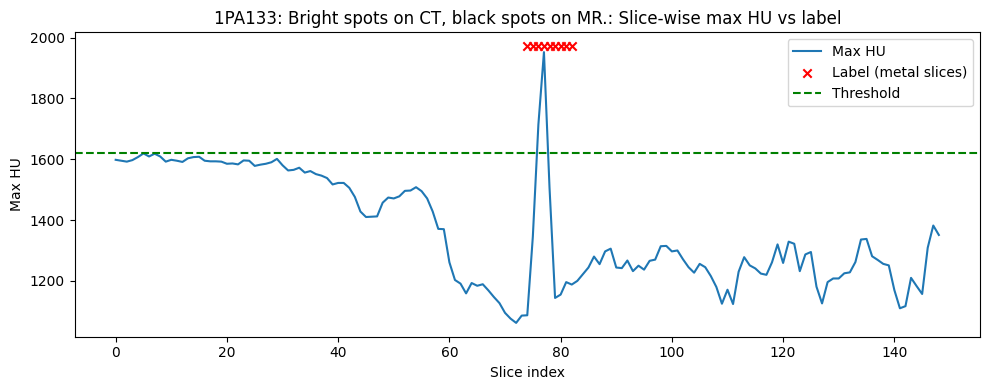 1PA133: Bright spots on CT, black spots on MR.: Slice-wise max HU vs label
Max HU
2000
1800
1600
1400
1200
Max HU
Label (metal slices)
Threshold
0 20 40 60 80 100 120 140
Slice index